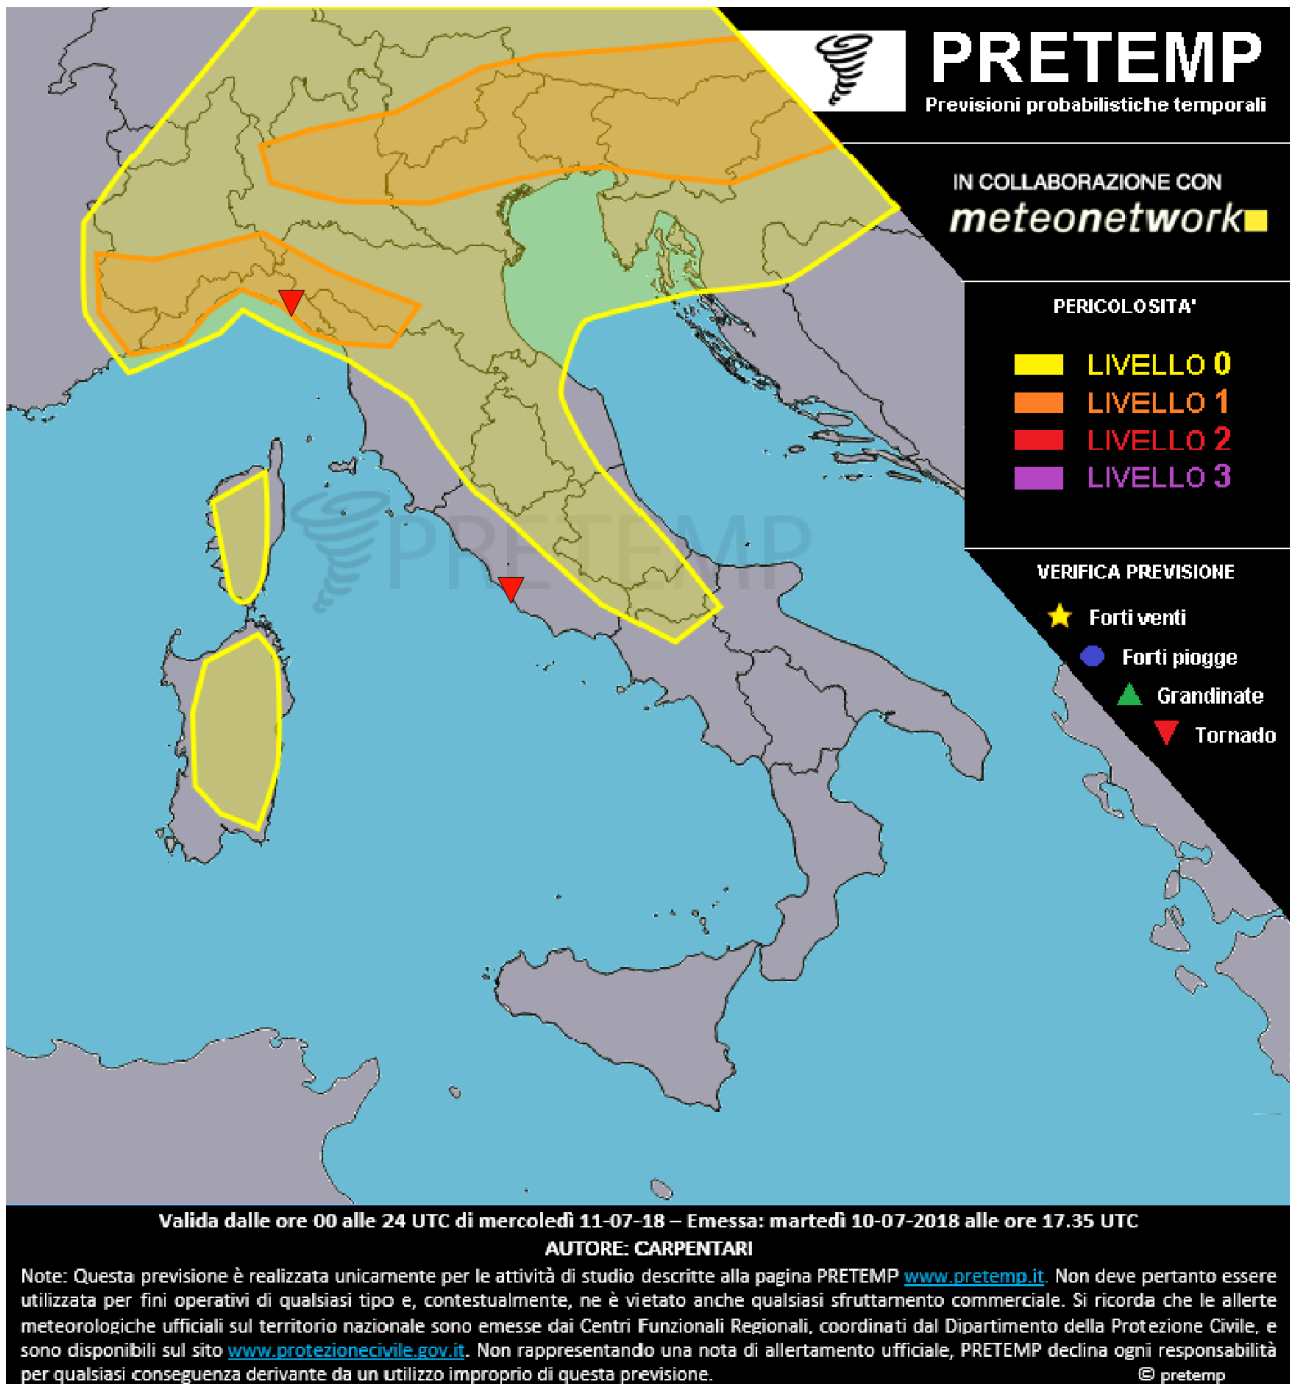 PRETEMP
Previsioni probabilistiche temporali
IN COLLABORAZIONE CON
meteonetwork
PERICOLOSITA'
LIVELLO 0
LIVELLO 1
LIVELLO 2
LIVELLO 3
PRETEMP
VERIFICA PREVISIONE
Forti venti
Forti piogge
Grandinate
Tornado
Valida dalle ore 00 alle 24 UTC di mercoledì 11-07-18 – Emessa: martedì 10-07-2018 alle ore 17.35 UTC
AUTORE: CARPENTARI
Note: Questa previsione è realizzata unicamente per le attività di studio descritte alla pagina PRETEMP www.pretemp.it. Non deve pertanto essere
utilizzata per fini operativi di qualsiasi tipo e, contestualmente, ne è vietato anche qualsiasi sfruttamento commerciale. Si ricorda che le allerte
meteorologiche ufficiali sul territorio nazionale sono emesse dai Centri Funzionali Regionali, coordinati dal Dipartimento della Protezione Civile, e
sono disponibili sul sito www.protezionecivile.gov.it. Non rappresentando una nota di allertamento ufficiale, PRETEMP declina ogni responsabilità
per qualsiasi conseguenza derivante da un utilizzo improprio di questa previsione.
© pretemp